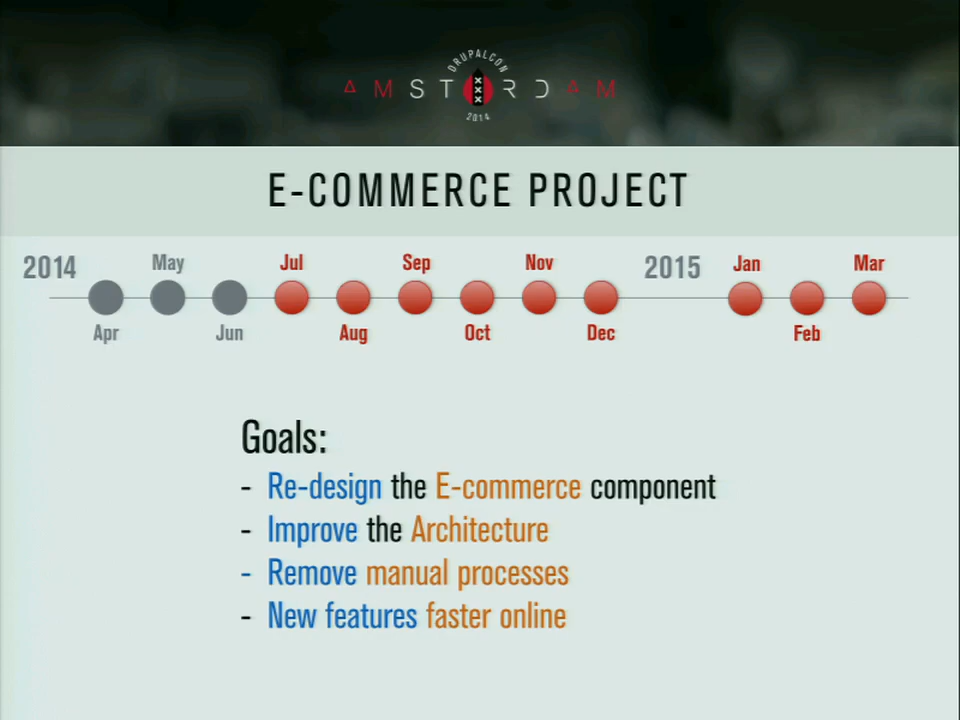 DRUPALCON
AMSTERDAM
2014
E-COMMERCE PROJECT
2014 May Jul Sep Nov 2015 Jan Mar
Apr Jun Aug Oct Dec Feb
Goals:
- Re-design the E-commerce component
- Improve the Architecture
- Remove manual processes
- New features faster online